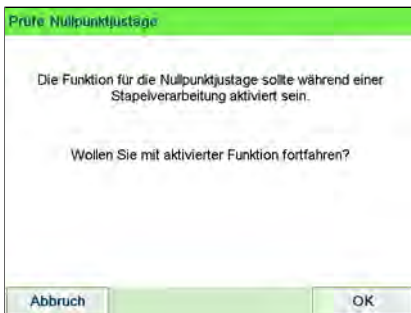 Prüfe Nullpunktjustage
Die Funktion für die Nullpunktjustage sollte während einer
Stapelverarbeitung aktiviert sein.
Wollen Sie mit aktivierter Funktion fortfahren?
Abbruch
OK